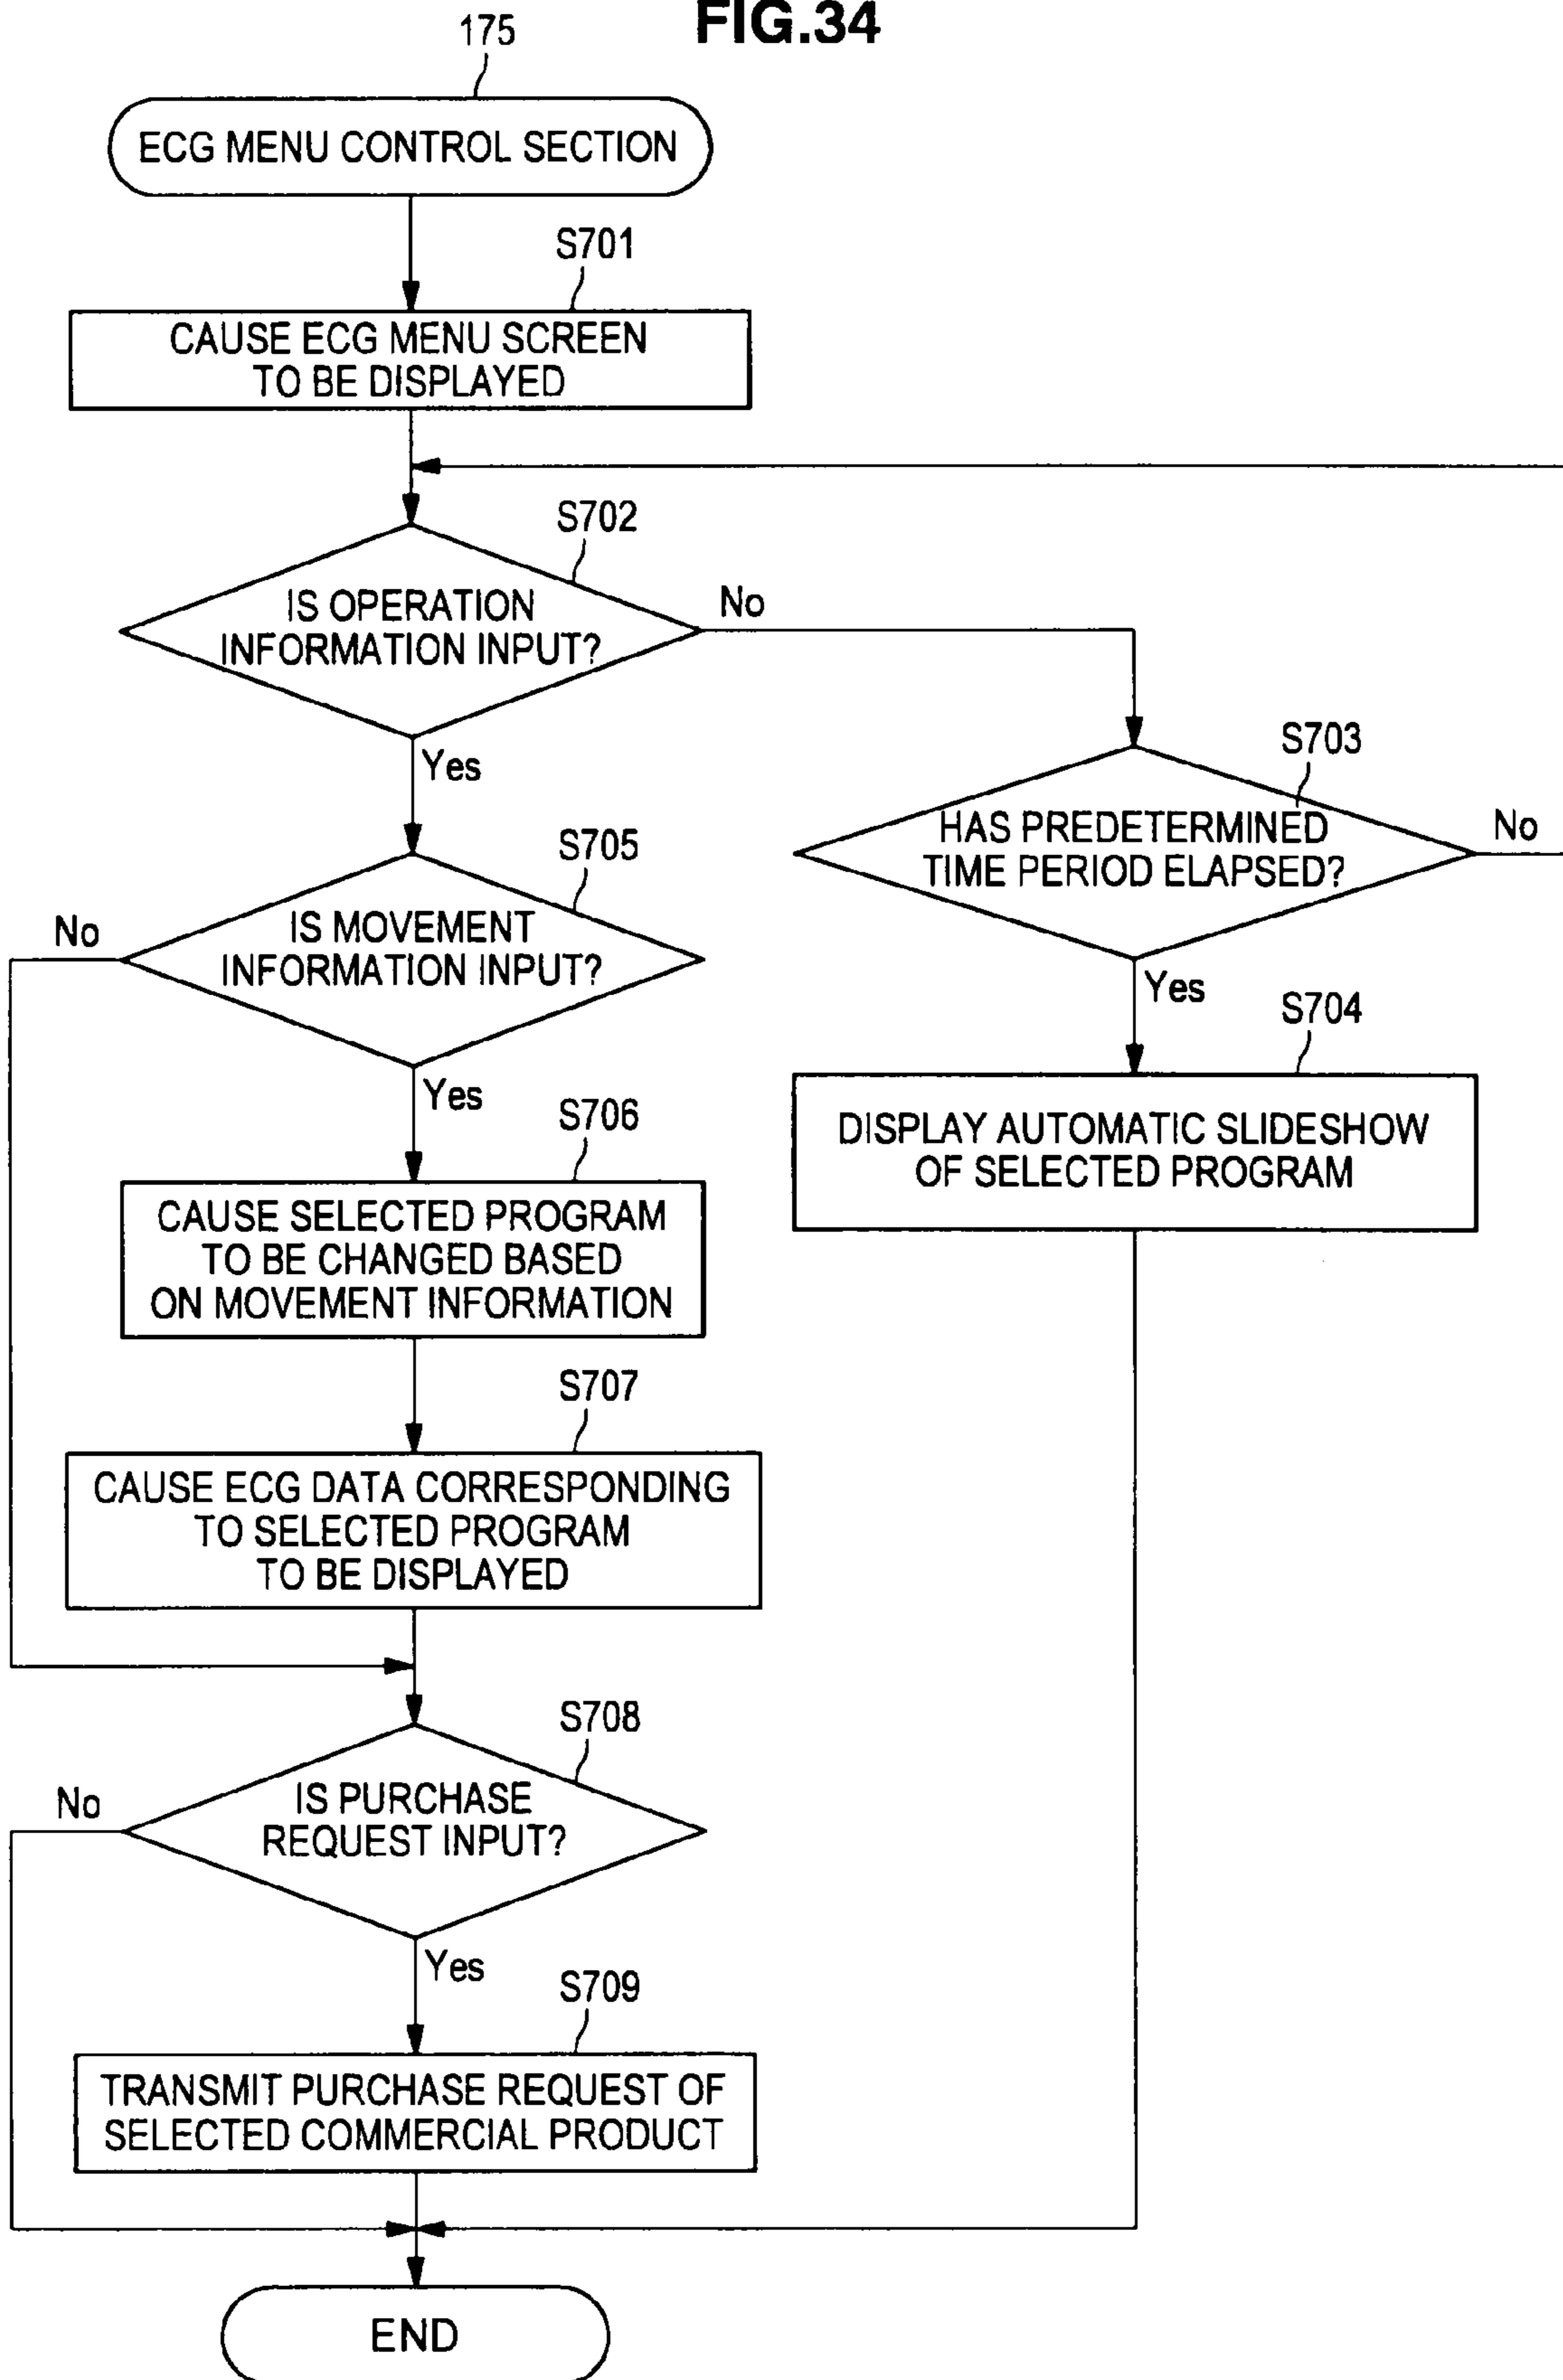 FIG.34
175
ECG MENU CONTROL SECTION
S701
CAUSE ECG MENU SCREEN
TO BE DISPLAYED
S702
IS OPERATION
INFORMATION INPUT?
No
Yes
S703
HAS PREDETERMINED
TIME PERIOD ELAPSED?
No
Yes
S704
DISPLAY AUTOMATIC SLIDESHOW
OF SELECTED PROGRAM
S705
IS MOVEMENT
INFORMATION INPUT?
No
Yes
S706
CAUSE SELECTED PROGRAM
TO BE CHANGED BASED
ON MOVEMENT INFORMATION
S707
CAUSE ECG DATA CORRESPONDING
TO SELECTED PROGRAM
TO BE DISPLAYED
S708
IS PURCHASE
REQUEST INPUT?
No
Yes
S709
TRANSMIT PURCHASE REQUEST OF
SELECTED COMMERCIAL PRODUCT
END